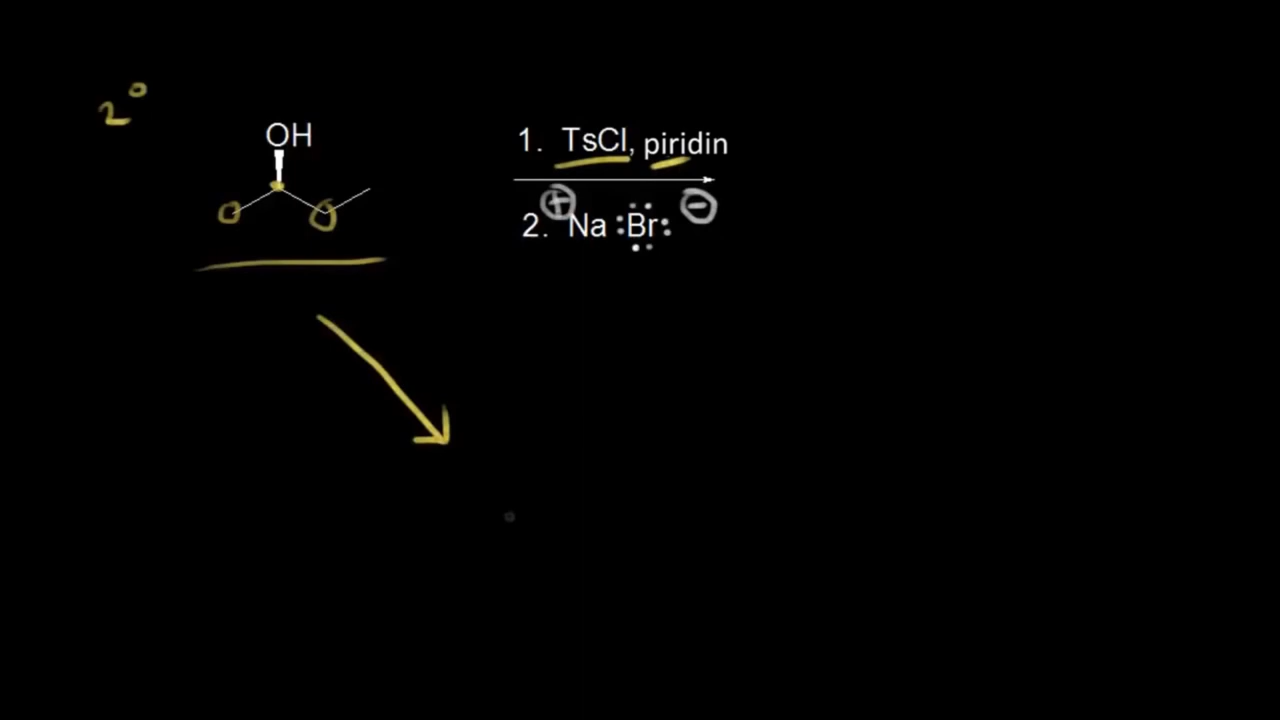 2°
OH
1. TsCl, piridin
⊕ ⊖
2. Na :Br: